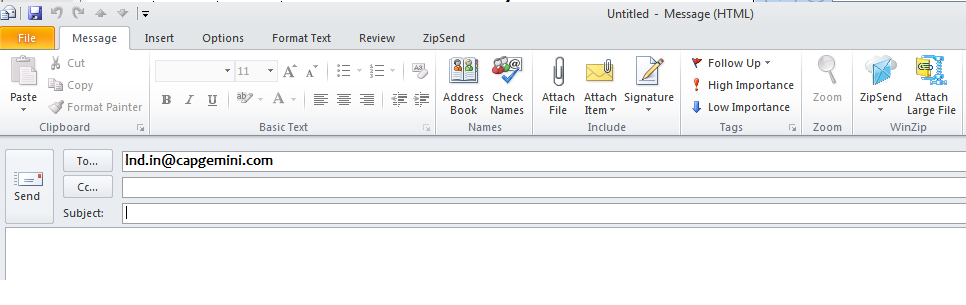 Untitled - Message (HTML)
File Message Insert Options Format Text Review ZipSend
Cut
Copy
Format Painter
Paste
Clipboard
11
A A
B I U ab A
Basic Text
Address Book
Check Names
Names
Attach File
Attach Item
Signature
Include
Follow Up
High Importance
Low Importance
Tags
Zoom
Zoom
ZipSend
Attach Large File
WinZip
Send
To... lnd.in@capgemini.com
Cc...
Subject: